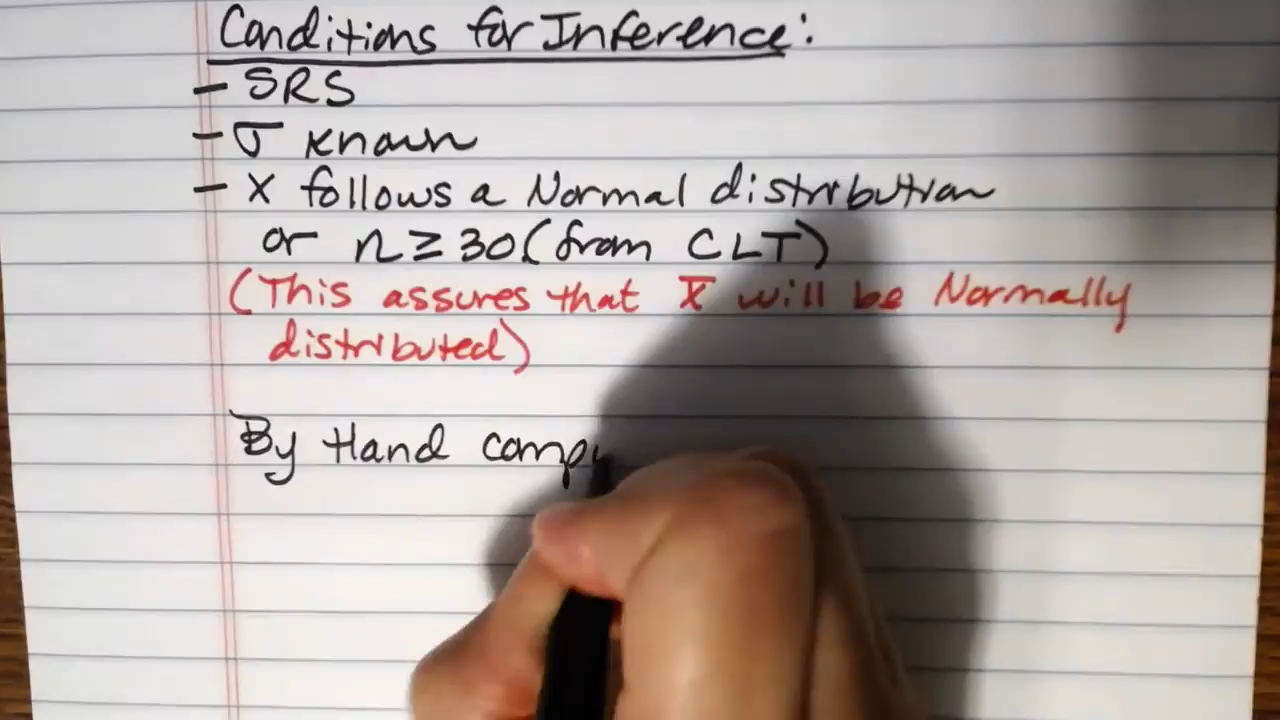 Conditions for Inference:
- SRS
- σ known
- X follows a Normal distribution
or n ≥ 30 (from CLT)
(This assures that x̄ will be Normally
distributed)
By Hand comp